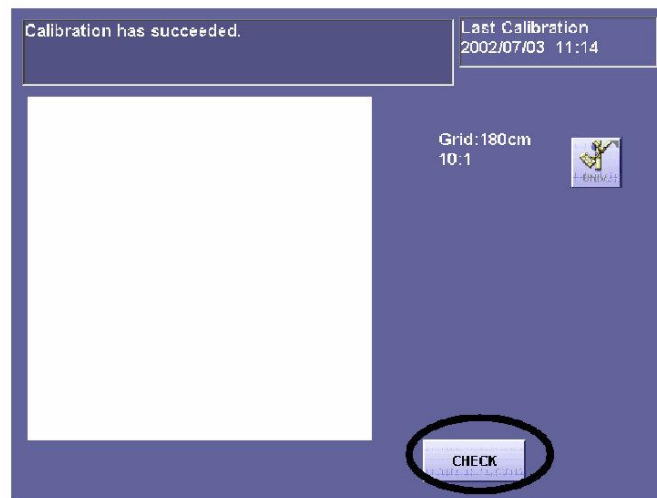 Calibration has succeeded.
Last Calibration
2002/07/03 11:14
Grid:180cm
10:1
CHECK